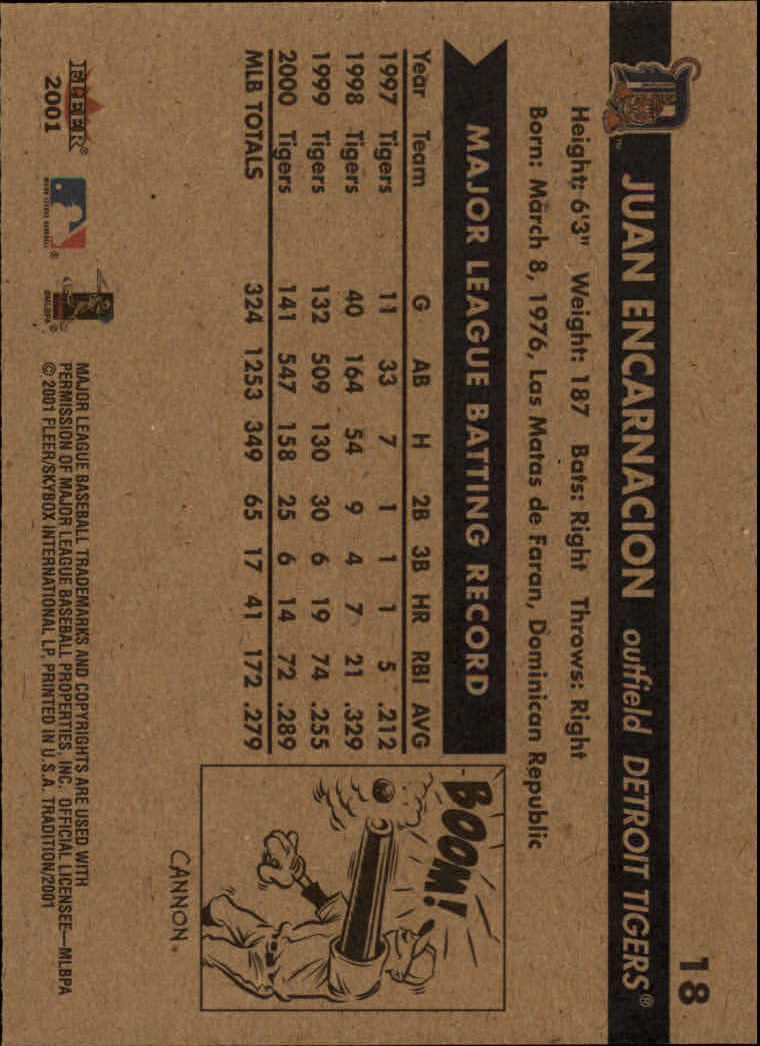 18
JUAN ENCARNACION outfield DETROIT TIGERS®
Height: 6'3" Weight: 187 Bats: Right Throws: Right
Born: March 8, 1976, Las Matas de Faran, Dominican Republic
MAJOR LEAGUE BATTING RECORD
Year Team G AB H 2B 3B HR RBI AVG
1997 Tigers 11 33 7 1 1 1 5 .212
1998 Tigers 40 164 54 9 4 7 21 .329
1999 Tigers 132 509 130 30 6 19 74 .255
2000 Tigers 141 547 158 25 6 14 72 .289
MLB TOTALS 324 1253 349 65 17 41 172 .279
BOOM!
CANNON.
FLEER®
2001
MAJOR LEAGUE BASEBALL ®
©MLBPA ®
MAJOR LEAGUE BASEBALL TRADEMARKS AND COPYRIGHTS ARE USED WITH
PERMISSION OF MAJOR LEAGUE BASEBALL PROPERTIES, INC. OFFICIAL LICENSEE—MLBPA
© 2001 FLEER/SKYBOX INTERNATIONAL LP, PRINTED IN U.S.A. TRADITION/2001